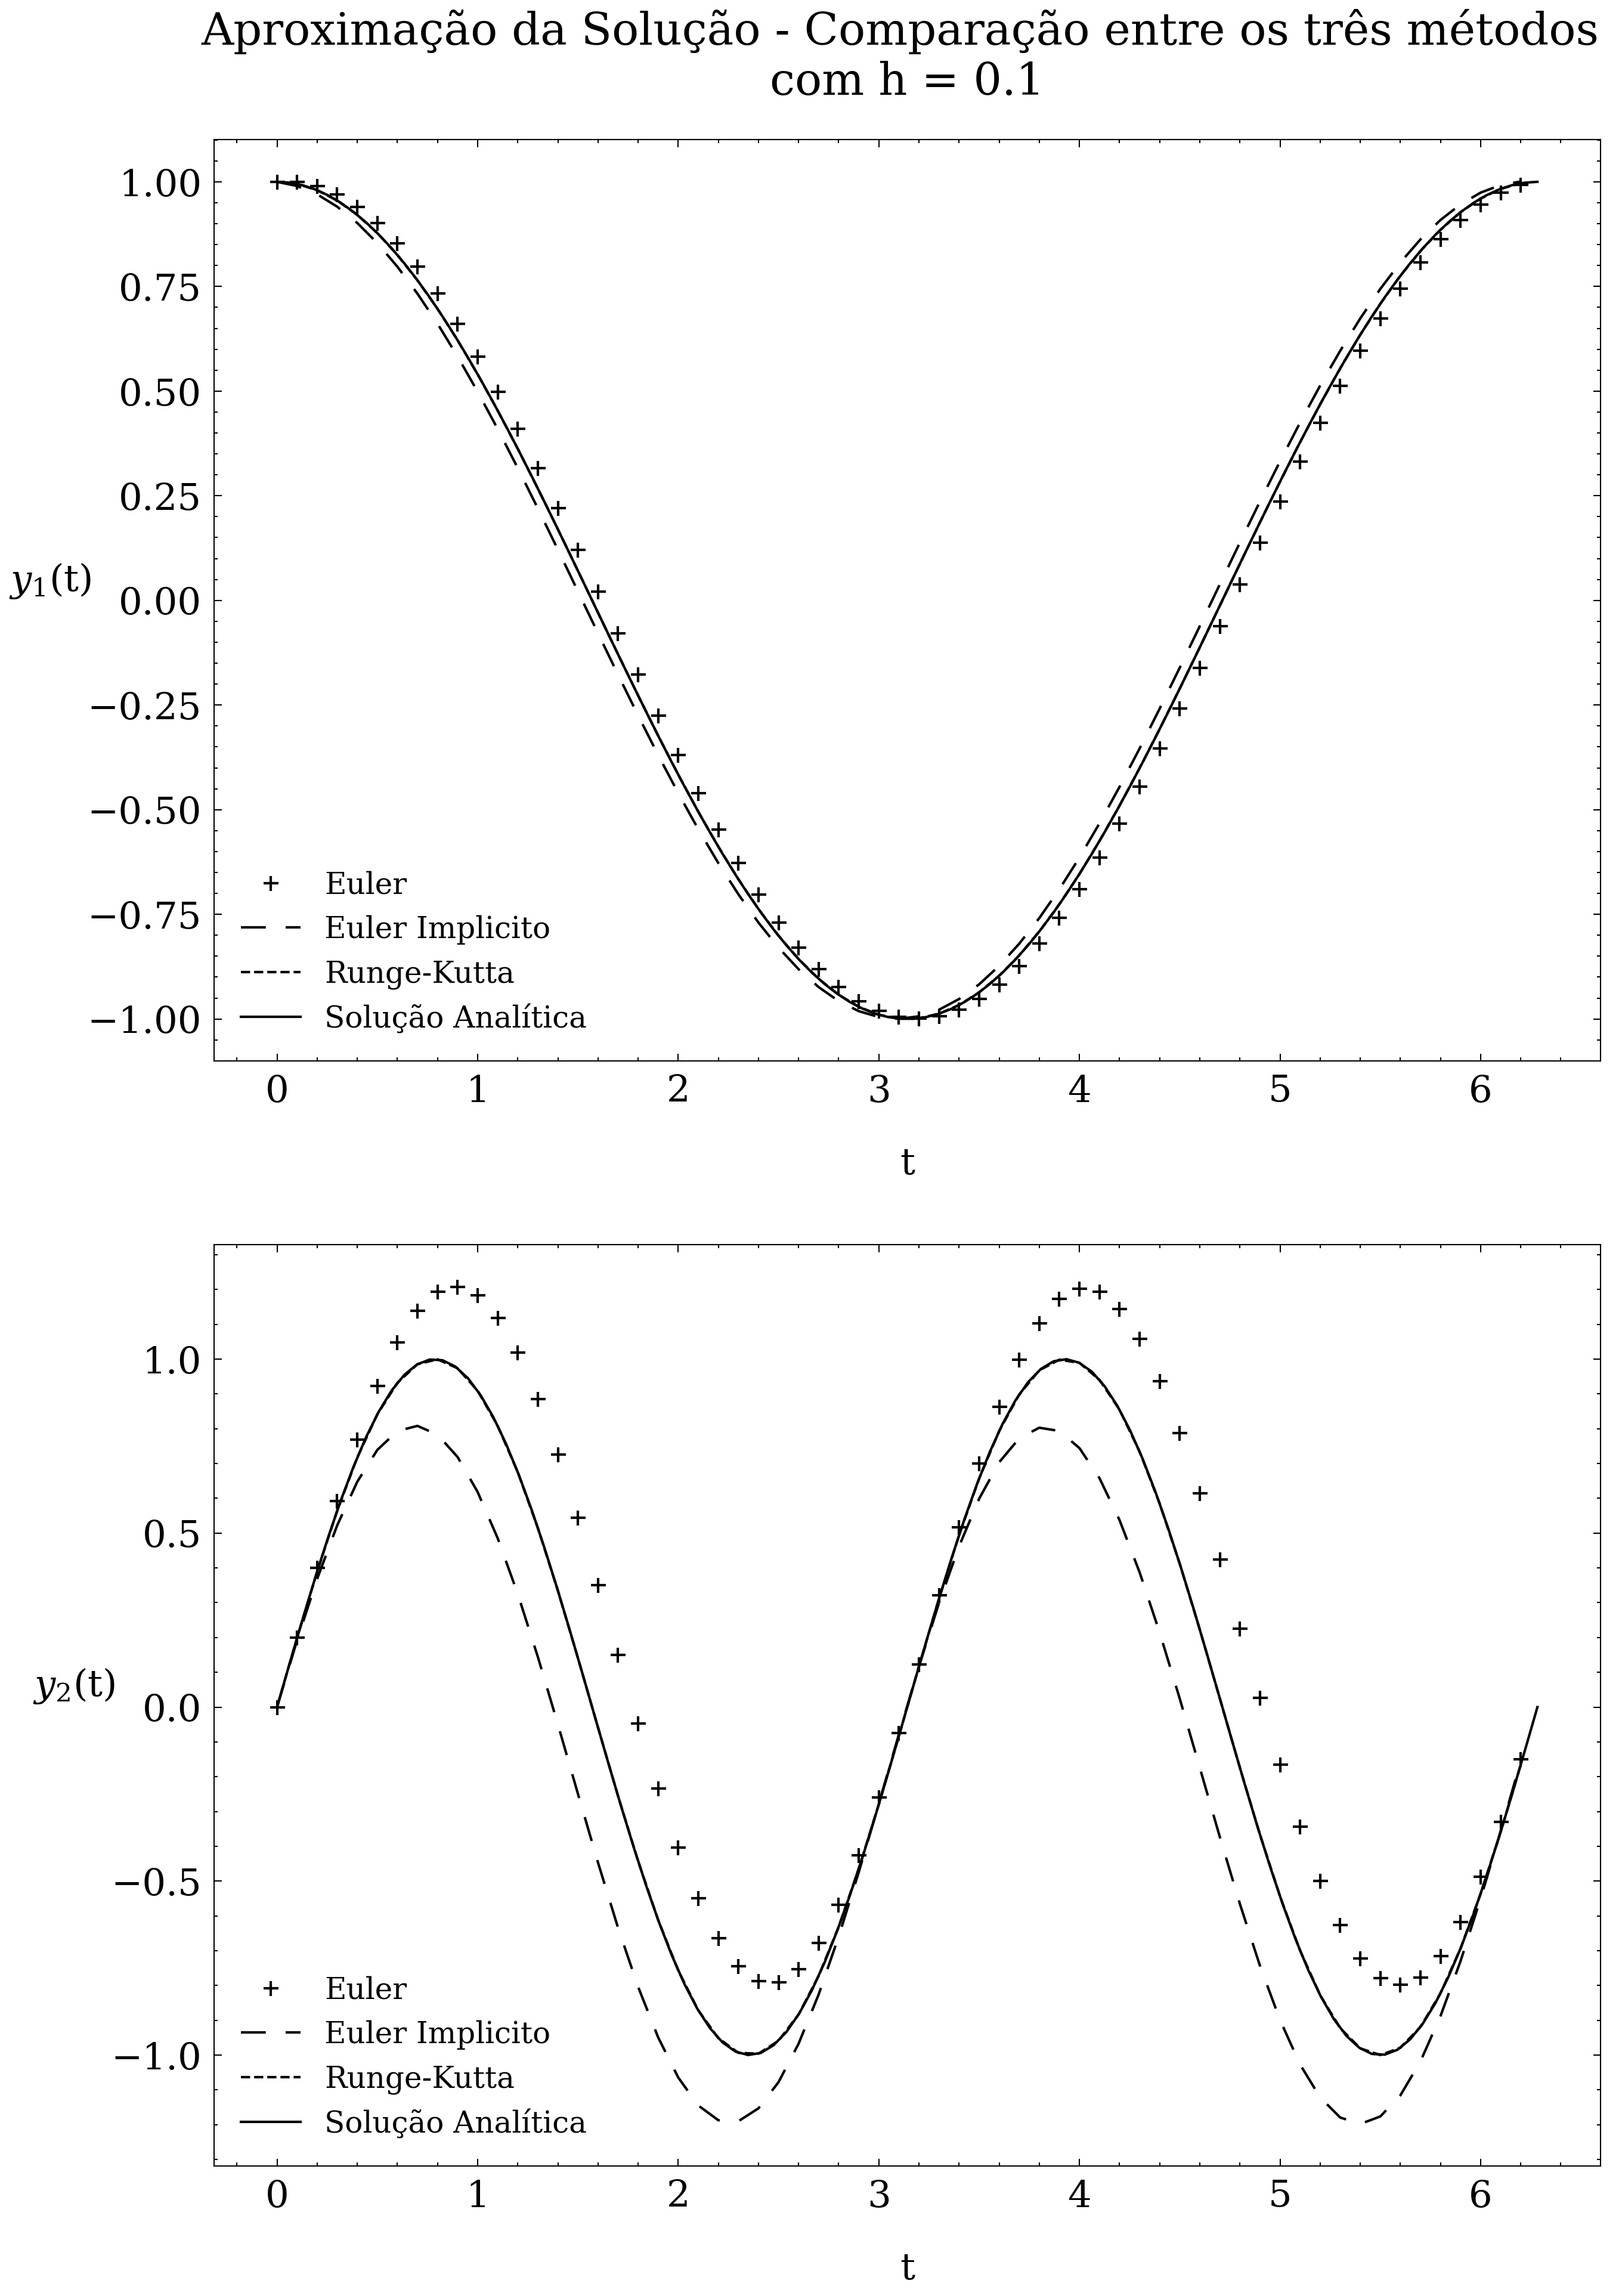 Aproximação da Solução - Comparação entre os três métodos
com h = 0.1
1.00
0.75
0.50
0.25
0.00
−0.25
−0.50
−0.75
−1.00
y₁(t)
Euler
Euler Implicito
Runge-Kutta
Solução Analítica
0 1 2 3 4 5 6
t
1.0
0.5
0.0
−0.5
−1.0
y₂(t)
Euler
Euler Implicito
Runge-Kutta
Solução Analítica
0 1 2 3 4 5 6
t